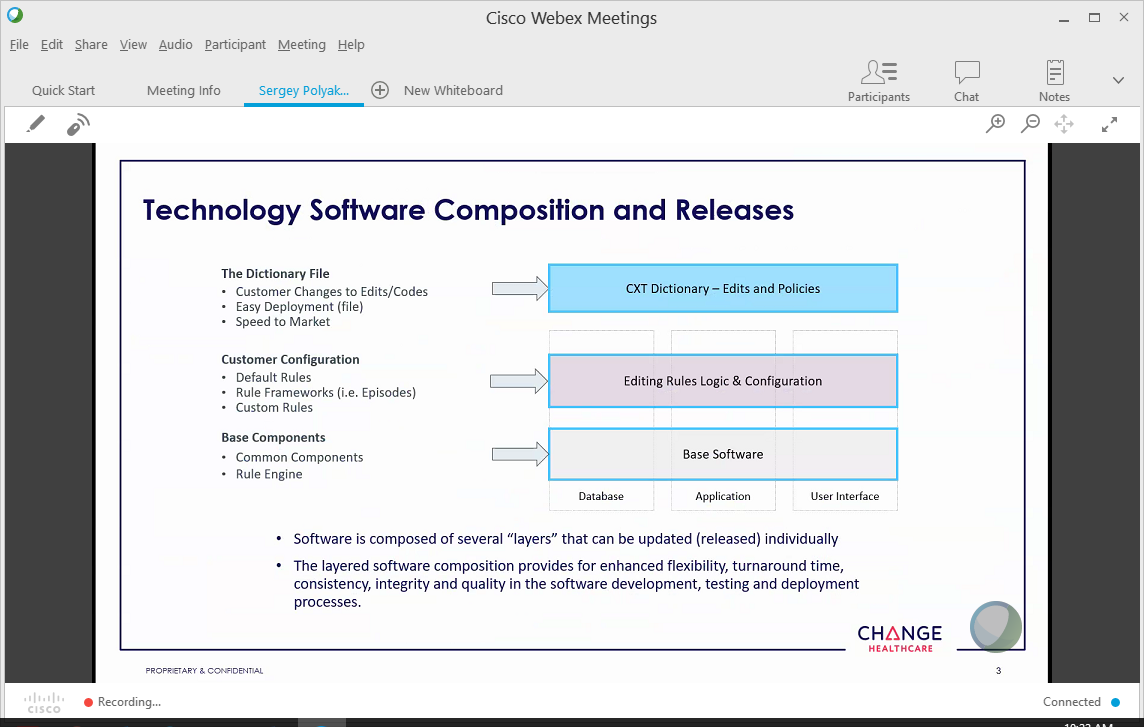 Cisco Webex Meetings
File Edit Share View Audio Participant Meeting Help
Quick Start Meeting Info Sergey Polyak... New Whiteboard
Participants Chat Notes
Technology Software Composition and Releases
The Dictionary File
• Customer Changes to Edits/Codes
• Easy Deployment (file)
• Speed to Market
CXT Dictionary – Edits and Policies
Customer Configuration
• Default Rules
• Rule Frameworks (i.e. Episodes)
• Custom Rules
Editing Rules Logic & Configuration
Base Components
• Common Components
• Rule Engine
Base Software
Database Application User Interface
• Software is composed of several “layers” that can be updated (released) individually
• The layered software composition provides for enhanced flexibility, turnaround time,
consistency, integrity and quality in the software development, testing and deployment
processes.
CHANGE
HEALTHCARE
PROPRIETARY & CONFIDENTIAL
3
CISCO
Recording...
Connected